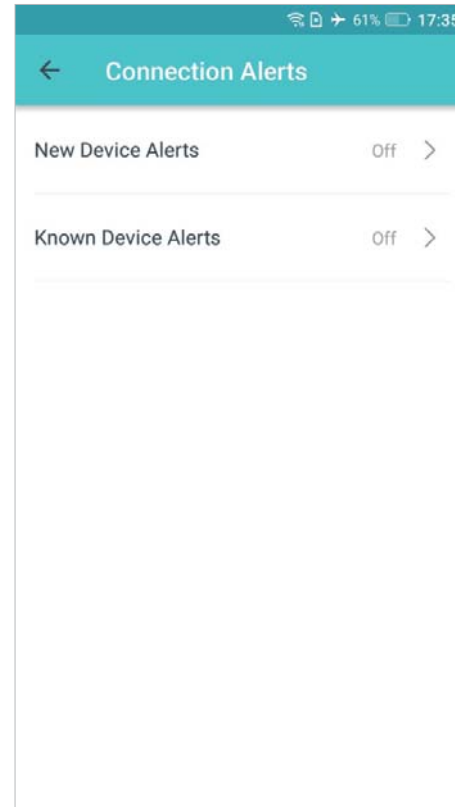 61% 17:35
Connection Alerts
New Device Alerts Off
Known Device Alerts Off